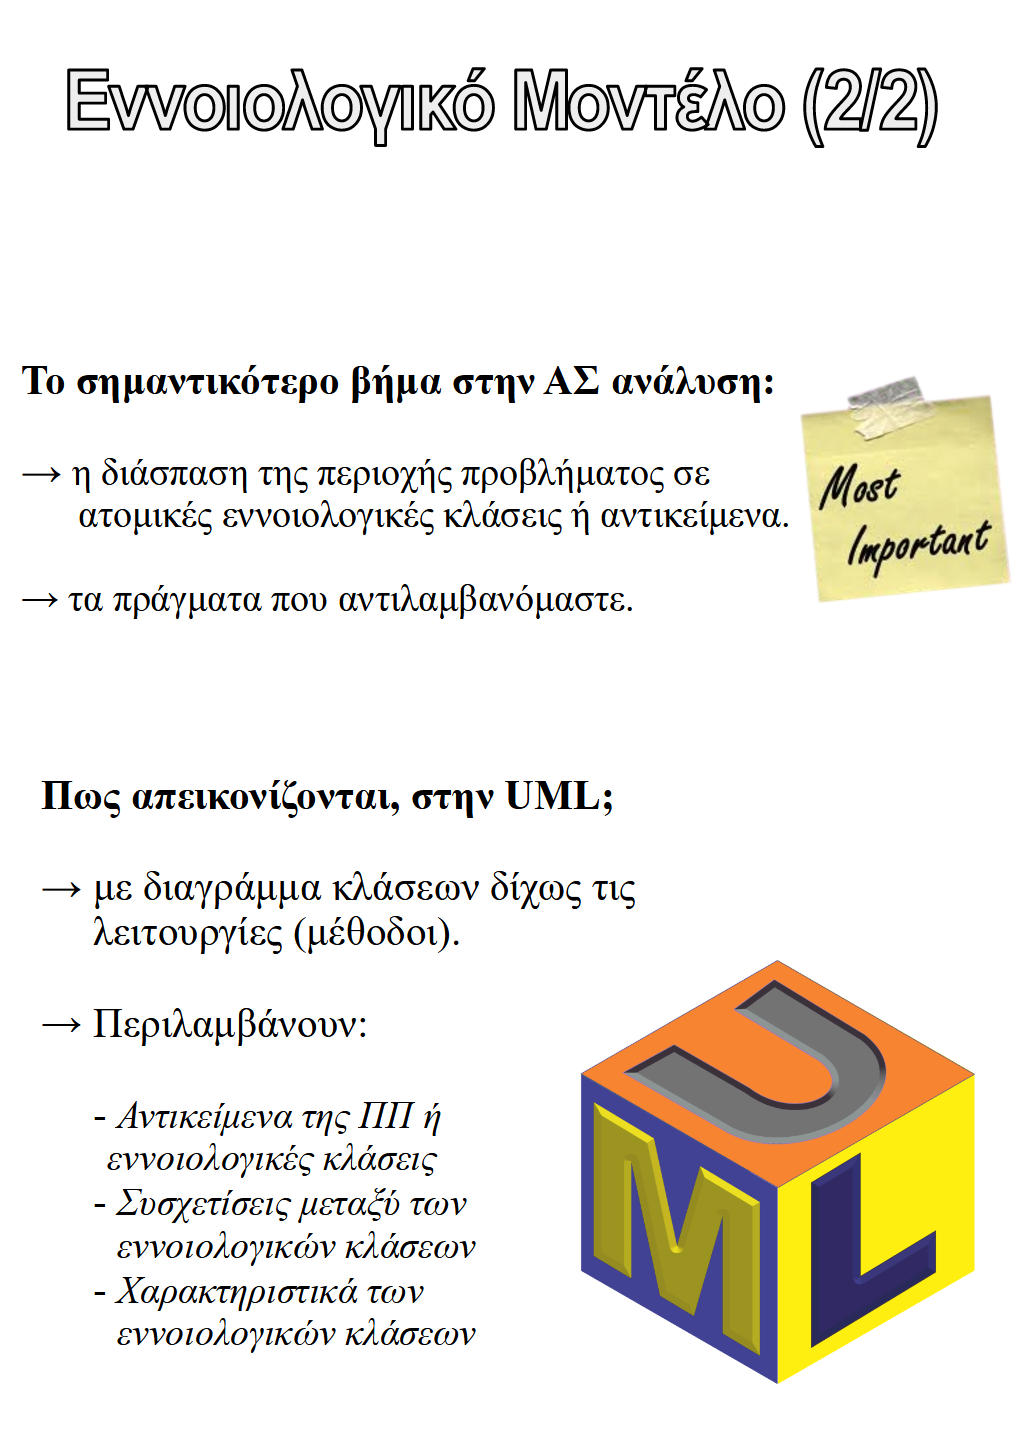 Εννοιολογικό Μοντέλο (2/2)
Το σημαντικότερο βήμα στην ΑΣ ανάλυση:
→ η διάσπαση της περιοχής προβλήματος σε
ατομικές εννοιολογικές κλάσεις ή αντικείμενα.
→ τα πράγματα που αντιλαμβανόμαστε.
Most
Important
Πως απεικονίζονται, στην UML;
→ με διαγράμμα κλάσεων δίχως τις
λειτουργίες (μέθοδοι).
→ Περιλαμβάνουν:
- Αντικείμενα της ΠΠ ή
εννοιολογικές κλάσεις
- Συσχετίσεις μεταξύ των
εννοιολογικών κλάσεων
- Χαρακτηριστικά των
εννοιολογικών κλάσεων
U
M
L